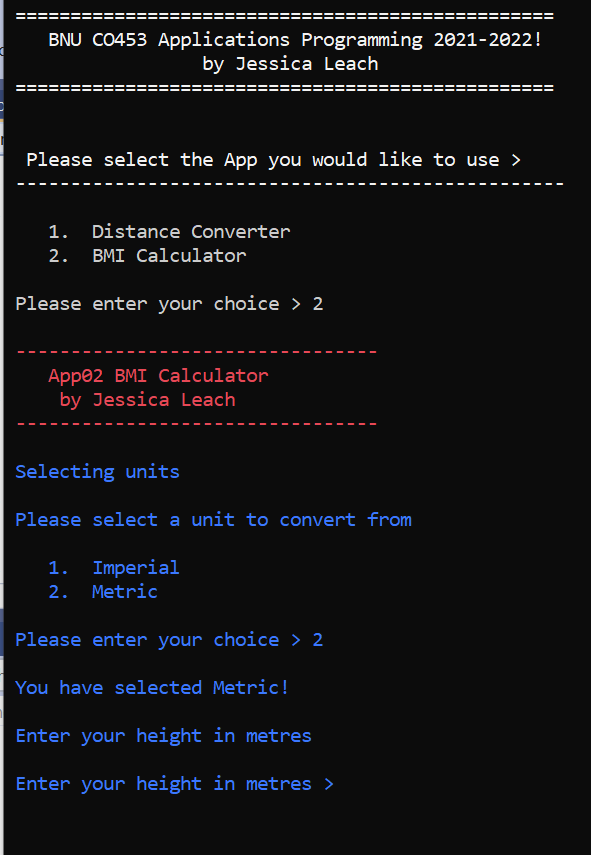 =================================================
BNU CO453 Applications Programming 2021-2022!
by Jessica Leach
=================================================
Please select the App you would like to use >
--------------------------------------------------
1. Distance Converter
2. BMI Calculator
Please enter your choice > 2
---------------------------------
App02 BMI Calculator
by Jessica Leach
---------------------------------
Selecting units
Please select a unit to convert from
1. Imperial
2. Metric
Please enter your choice > 2
You have selected Metric!
Enter your height in metres
Enter your height in metres >